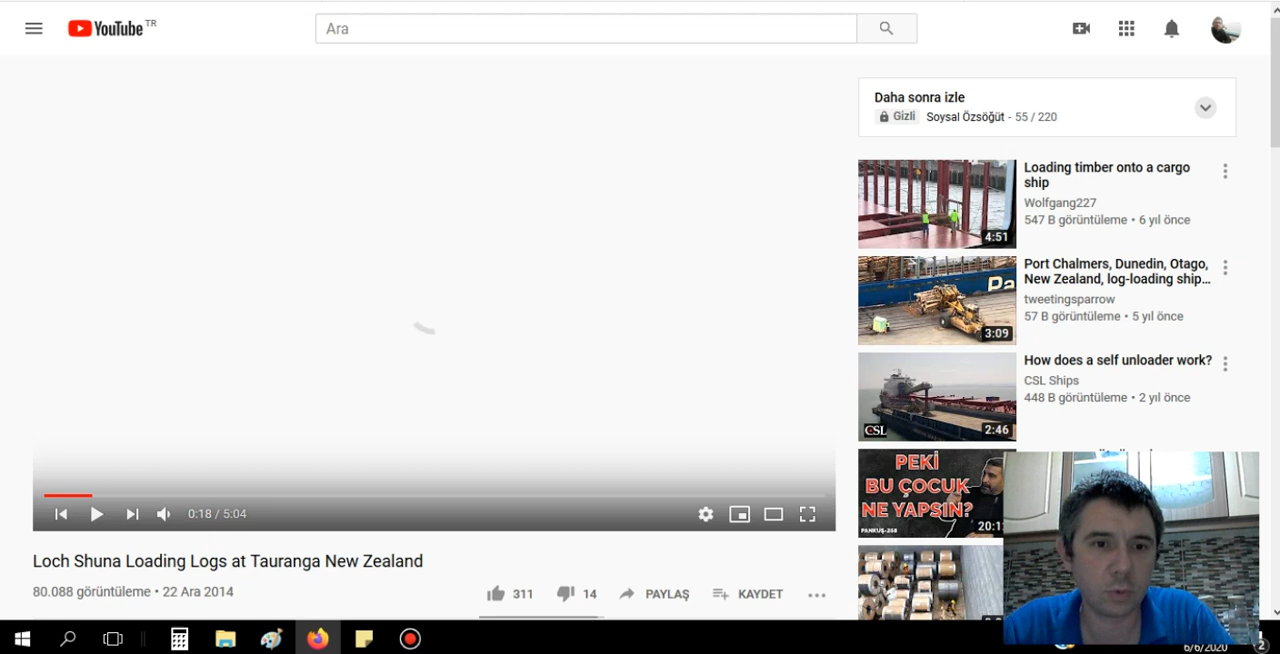 YouTube TR
Ara
Daha sonra izle
Gizli Soysal Özsöğüt - 55 / 220
Loading timber onto a cargo
ship
Wolfgang227
547 B görüntüleme • 6 yıl önce
4:51
Port Chalmers, Dunedin, Otago,
New Zealand, log-loading ship...
tweetingsparrow
57 B görüntüleme • 5 yıl önce
3:09
How does a self unloader work?
CSL Ships
448 B görüntüleme • 2 yıl önce
CSL
2:46
PEKİ
BU ÇOCUK
NE YAPSIN?
PANKUŞ-258
0:18 / 5:04
Loch Shuna Loading Logs at Tauranga New Zealand
80.088 görüntüleme • 22 Ara 2014
311 14 PAYLAŞ KAYDET
6/6/2020
2